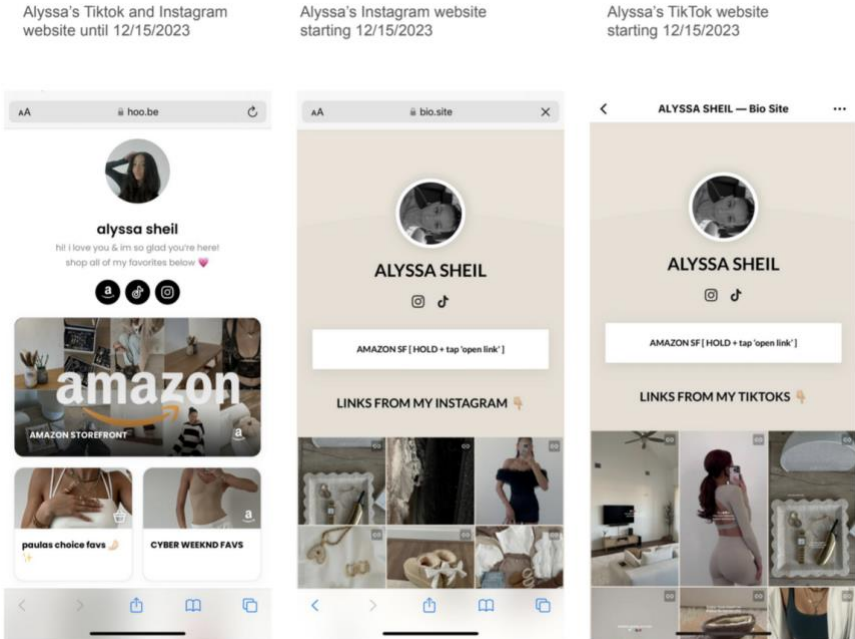 Alyssa's Tiktok and Instagram
website until 12/15/2023
Alyssa's Instagram website
starting 12/15/2023
Alyssa's TikTok website
starting 12/15/2023
AA
hoo.be
alyssa sheil
hi! i love you & im so glad you're here!
shop all of my favorites below 💗
amazon
AMAZON STOREFRONT
paulas choice favs 🤌🏼
✨
CYBER WEEKND FAVS
AA
bio.site
ALYSSA SHEIL
AMAZON SF [ HOLD + tap 'open link' ]
LINKS FROM MY INSTAGRAM 👇🏼
ALYSSA SHEIL — Bio Site
ALYSSA SHEIL
AMAZON SF [ HOLD + tap 'open link' ]
LINKS FROM MY TIKTOKS 👇🏼